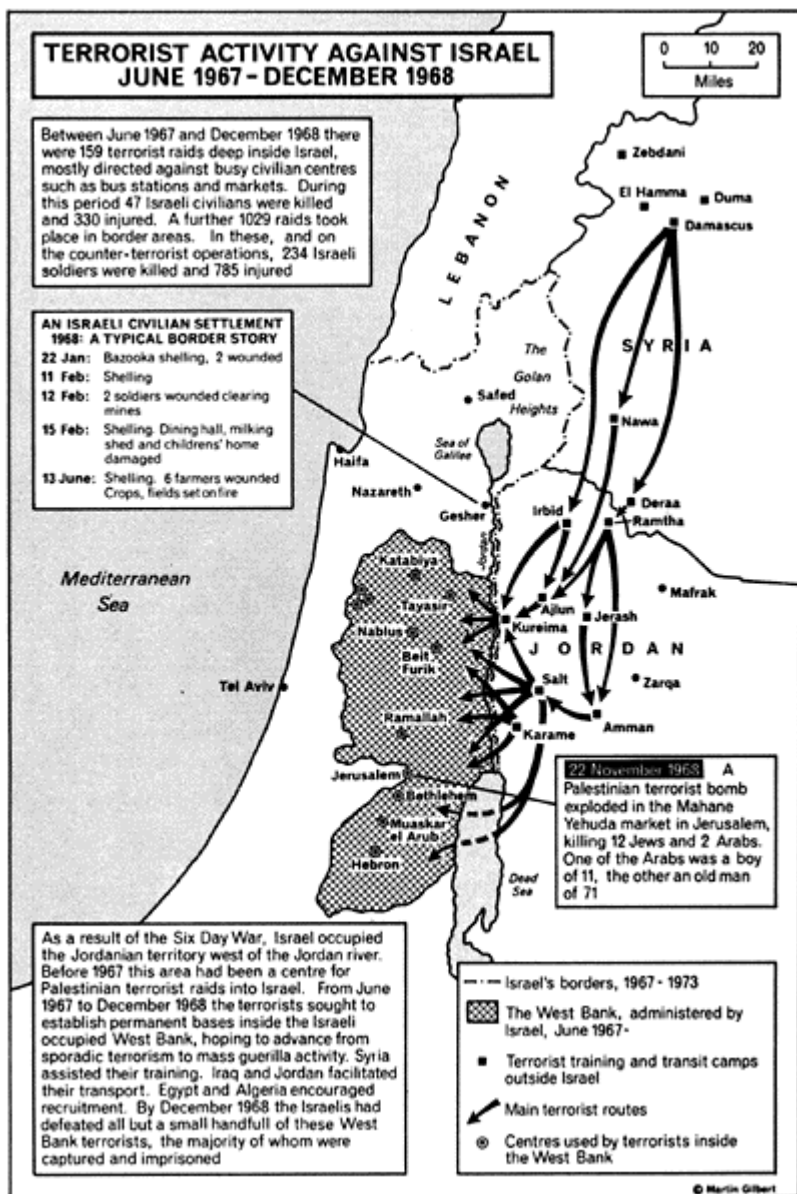 TERRORIST ACTIVITY AGAINST ISRAEL
JUNE 1967 – DECEMBER 1968
0 10 20
Miles
Between June 1967 and December 1968 there
were 159 terrorist raids deep inside Israel,
mostly directed against busy civilian centres
such as bus stations and markets. During
this period 47 Israeli civilians were killed
and 330 injured. A further 1029 raids took
place in border areas. In these, and on
the counter-terrorist operations, 234 Israeli
soldiers were killed and 785 injured
AN ISRAELI CIVILIAN SETTLEMENT
1968: A TYPICAL BORDER STORY
22 Jan: Bazooka shelling, 2 wounded
11 Feb: Shelling
12 Feb: 2 soldiers wounded clearing
mines
15 Feb: Shelling. Dining hall, milking
shed and childrens' home
damaged
13 June: Shelling. 6 farmers wounded
Crops, fields set on fire
Zebdani
El Hamma
Duma
Damascus
LEBANON
SYRIA
The
Golan
Heights
Safed
Nawa
Sea of
Galilee
Haifa
Nazareth
Gesher
Deraa
Irbid
Ramtha
Jordan
Mediterranean
Sea
Katabiya
Tayasir
Mafrak
Ajlun
Jerash
Kureima
Nablus
JORDAN
Beit
Furik
Salt
Zarqa
Tel Aviv
Amman
Ramallah
Karame
Jerusalem
Bethlehem
Muaskar
el Arub
Hebron
Dead
Sea
22 November 1968 A
Palestinian terrorist bomb
exploded in the Mahane
Yehuda market in Jerusalem,
killing 12 Jews and 2 Arabs.
One of the Arabs was a boy
of 11, the other an old man
of 71
As a result of the Six Day War, Israel occupied
the Jordanian territory west of the Jordan river.
Before 1967 this area had been a centre for
Palestinian terrorist raids into Israel. From June
1967 to December 1968 the terrorists sought to
establish permanent bases inside the Israeli
occupied West Bank, hoping to advance from
sporadic terrorism to mass guerilla activity. Syria
assisted their training. Iraq and Jordan facilitated
their transport. Egypt and Algeria encouraged
recruitment. By December 1968 the Israelis had
defeated all but a small handfull of these West
Bank terrorists, the majority of whom were
captured and imprisoned
Israel's borders, 1967 - 1973
The West Bank, administered by
Israel, June 1967-
Terrorist training and transit camps
outside Israel
Main terrorist routes
Centres used by terrorists inside
the West Bank
© Martin Gilbert